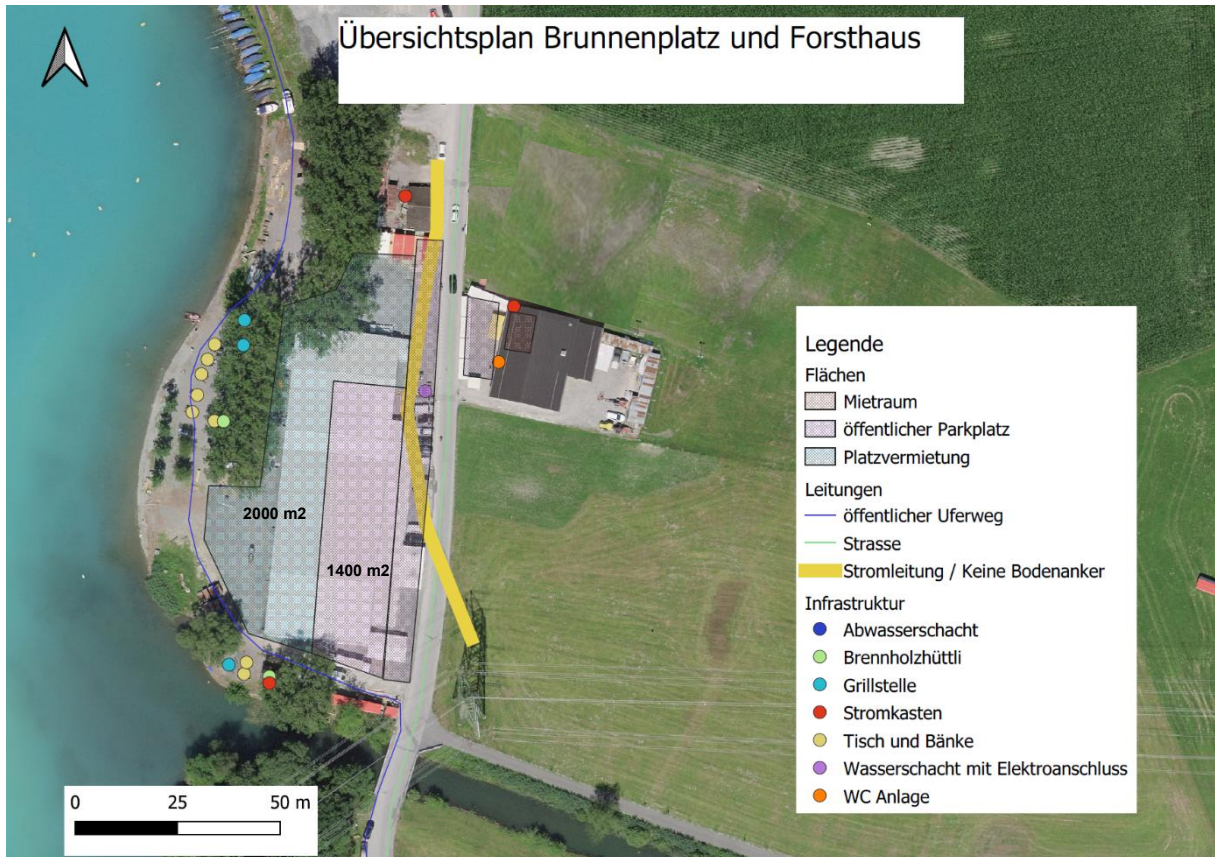 Übersichtsplan Brunnenplatz und Forsthaus
2000 m2
1400 m2
Legende
Flächen
Mietraum
öffentlicher Parkplatz
Platzvermietung
Leitungen
öffentlicher Uferweg
Strasse
Stromleitung / Keine Bodenanker
Infrastruktur
Abwasserschacht
Brennholzhüttli
Grillstelle
Stromkasten
Tisch und Bänke
Wasserschacht mit Elektroanschluss
WC Anlage
0 25 50 m